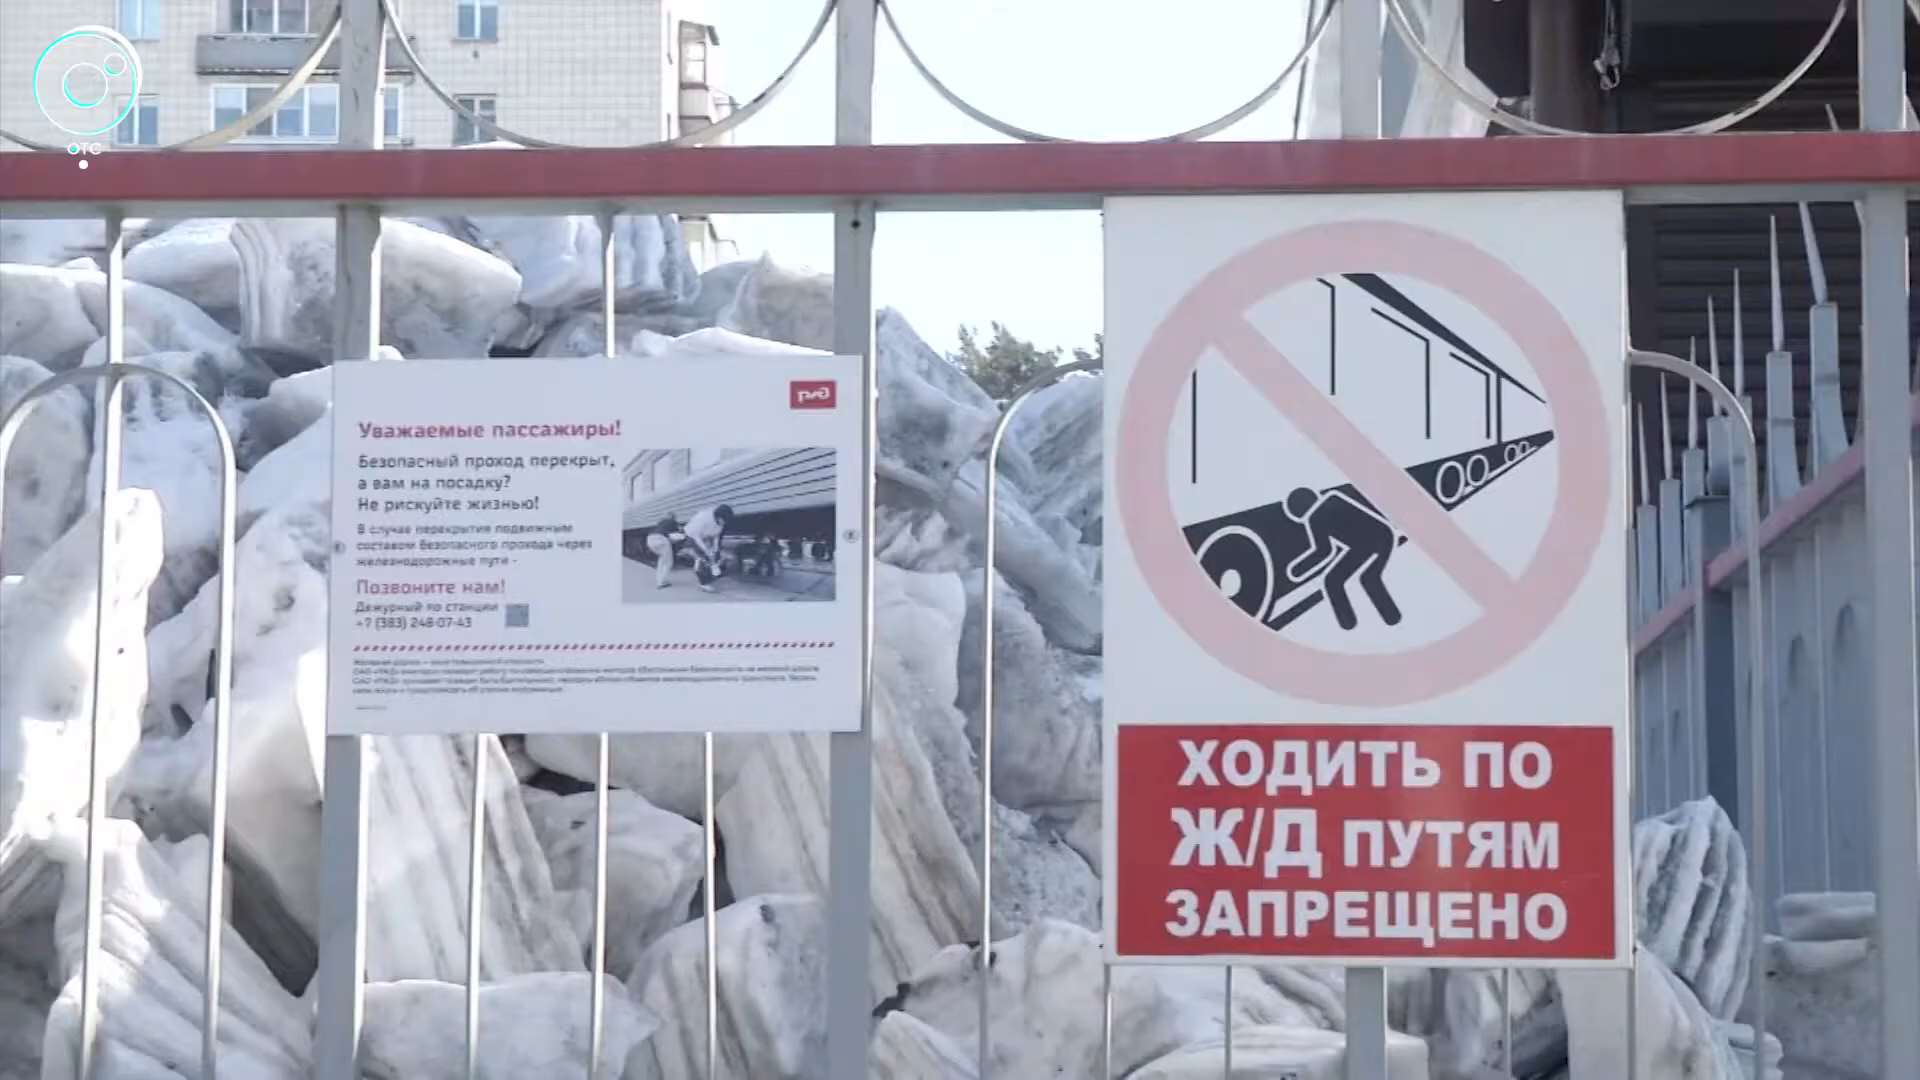 ОТС
РЖД
Уважаемые пассажиры!
Безопасный проход перекрыт,
а вам на посадку?
Не рискуйте жизнью!
В случае перекрытия подвижным
составом безопасного прохода через
железнодорожные пути -
Позвоните нам!
Дежурный по станции
+7 (383) 248-07-43
ХОДИТЬ ПО
Ж/Д ПУТЯМ
ЗАПРЕЩЕНО